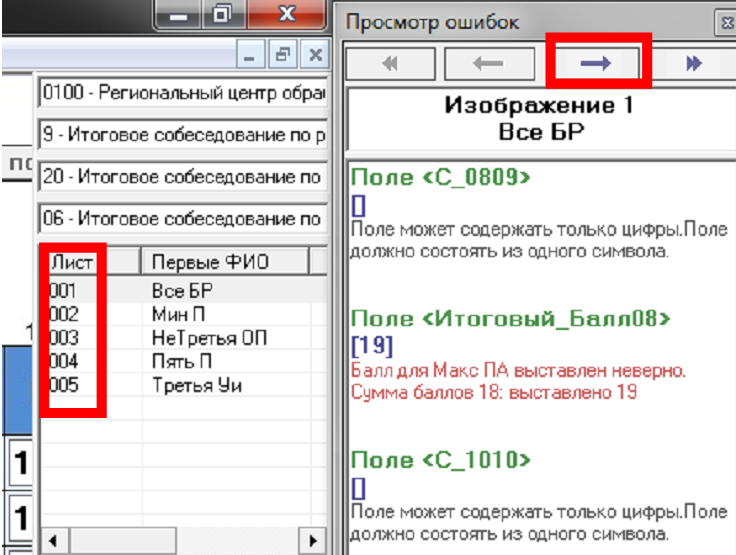 Просмотр ошибок
0100 - Региональный центр обра
9 - Итоговое собеседование по р
20 - Итоговое собеседование по
06 - Итоговое собеседование по
Лист Первые ФИО
001 Все БР
002 Мин П
003 НеТретья ОП
004 Пять П
005 Третья Уи
1
1
Изображение 1
Все БР
Поле <C_0809>
[]
Поле может содержать только цифры.Поле
должно состоять из одного символа.
Поле <Итоговый_Балл08>
[19]
Балл для Макс ПА выставлен неверно.
Сумма баллов 18: выставлено 19
Поле <C_1010>
[]
Поле может содержать только цифры.Поле
должно состоять из одного символа.